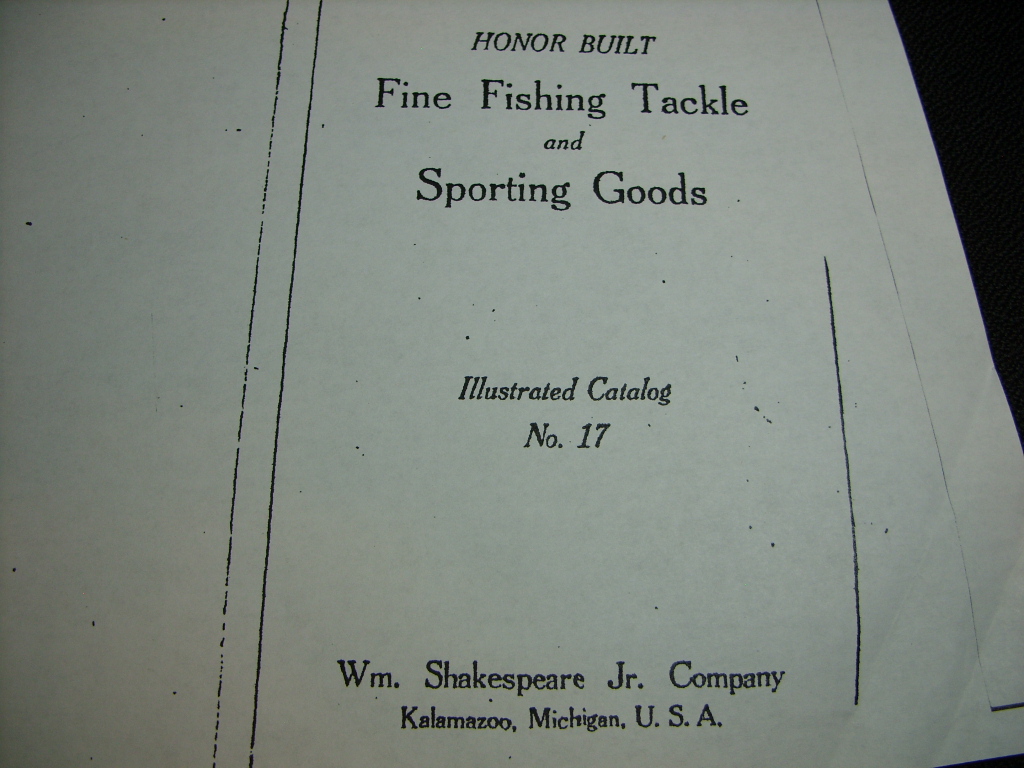 HONOR BUILT
Fine Fishing Tackle
and
Sporting Goods
Illustrated Catalog
No. 17
Wm. Shakespeare Jr. Company
Kalamazoo, Michigan, U. S. A.